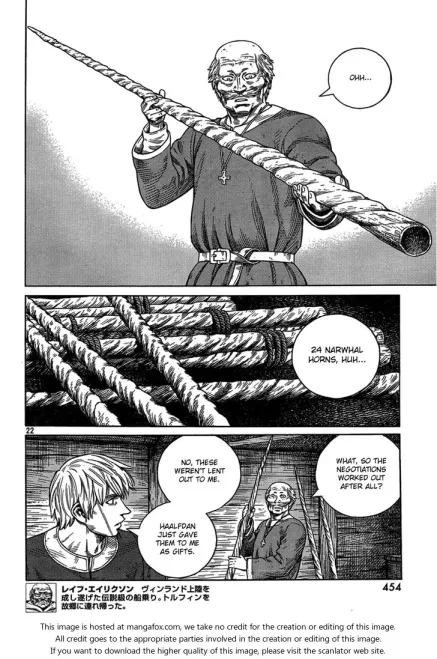 OHH...
24 NARWHAL
HORNS, HUH...
22
WHAT, SO THE
NEGOTIATIONS
WORKED OUT
AFTER ALL?
NO, THESE
WEREN'T LENT
OUT TO ME.
HAALFDAN
JUST GAVE
THEM TO ME
AS GIFTS.
レイフ・エイリクソン ヴィンランド上陸を
成し遂げた伝説級の船乗り。トルフィンを
故郷に連れ帰った。
454
This image is hosted at mangafox.com, we take no credit for the creation or editing of this image.
All credit goes to the appropriate parties involved in the creation or editing of this image.
If you want to download the higher quality of this image, please visit the scanlator web site.